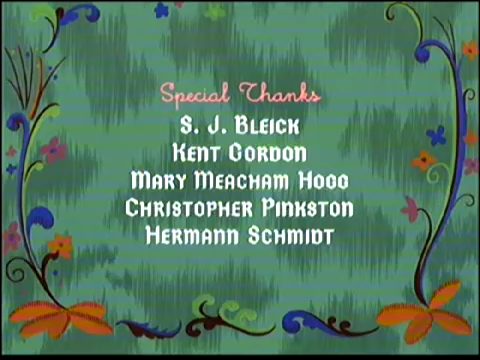 Special Thanks
S. J. Bleick
Kent Gordon
Mary Meacham Hogg
Christopher Pinkston
Hermann Schmidt